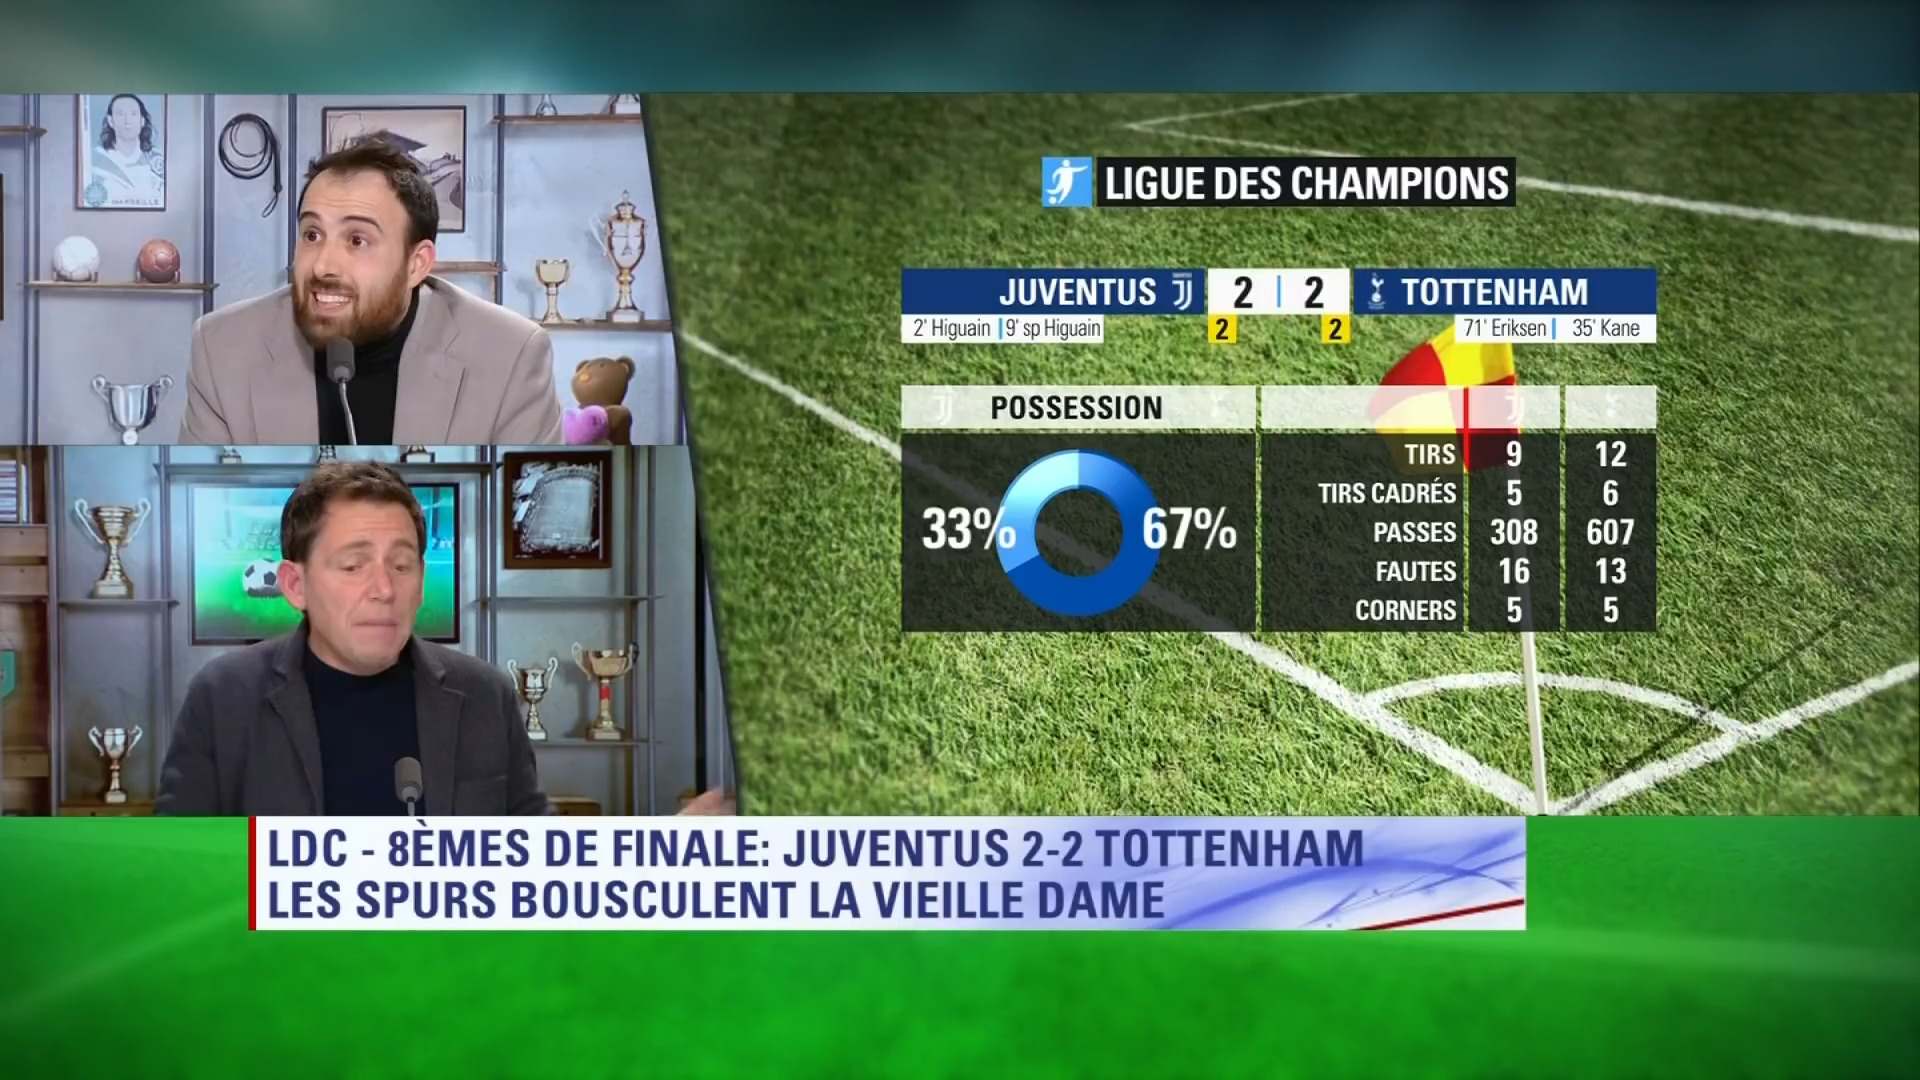 MARSEILLE
LIGUE DES CHAMPIONS
JUVENTUS 2 | 2 TOTTENHAM
2' Higuain | 9' sp Higuain 2 2 71' Eriksen | 35' Kane
POSSESSION
33% 67%
TIRS 9 12
TIRS CADRÉS 5 6
PASSES 308 607
FAUTES 16 13
CORNERS 5 5
LDC - 8ÈMES DE FINALE: JUVENTUS 2-2 TOTTENHAM
LES SPURS BOUSCULENT LA VIEILLE DAME